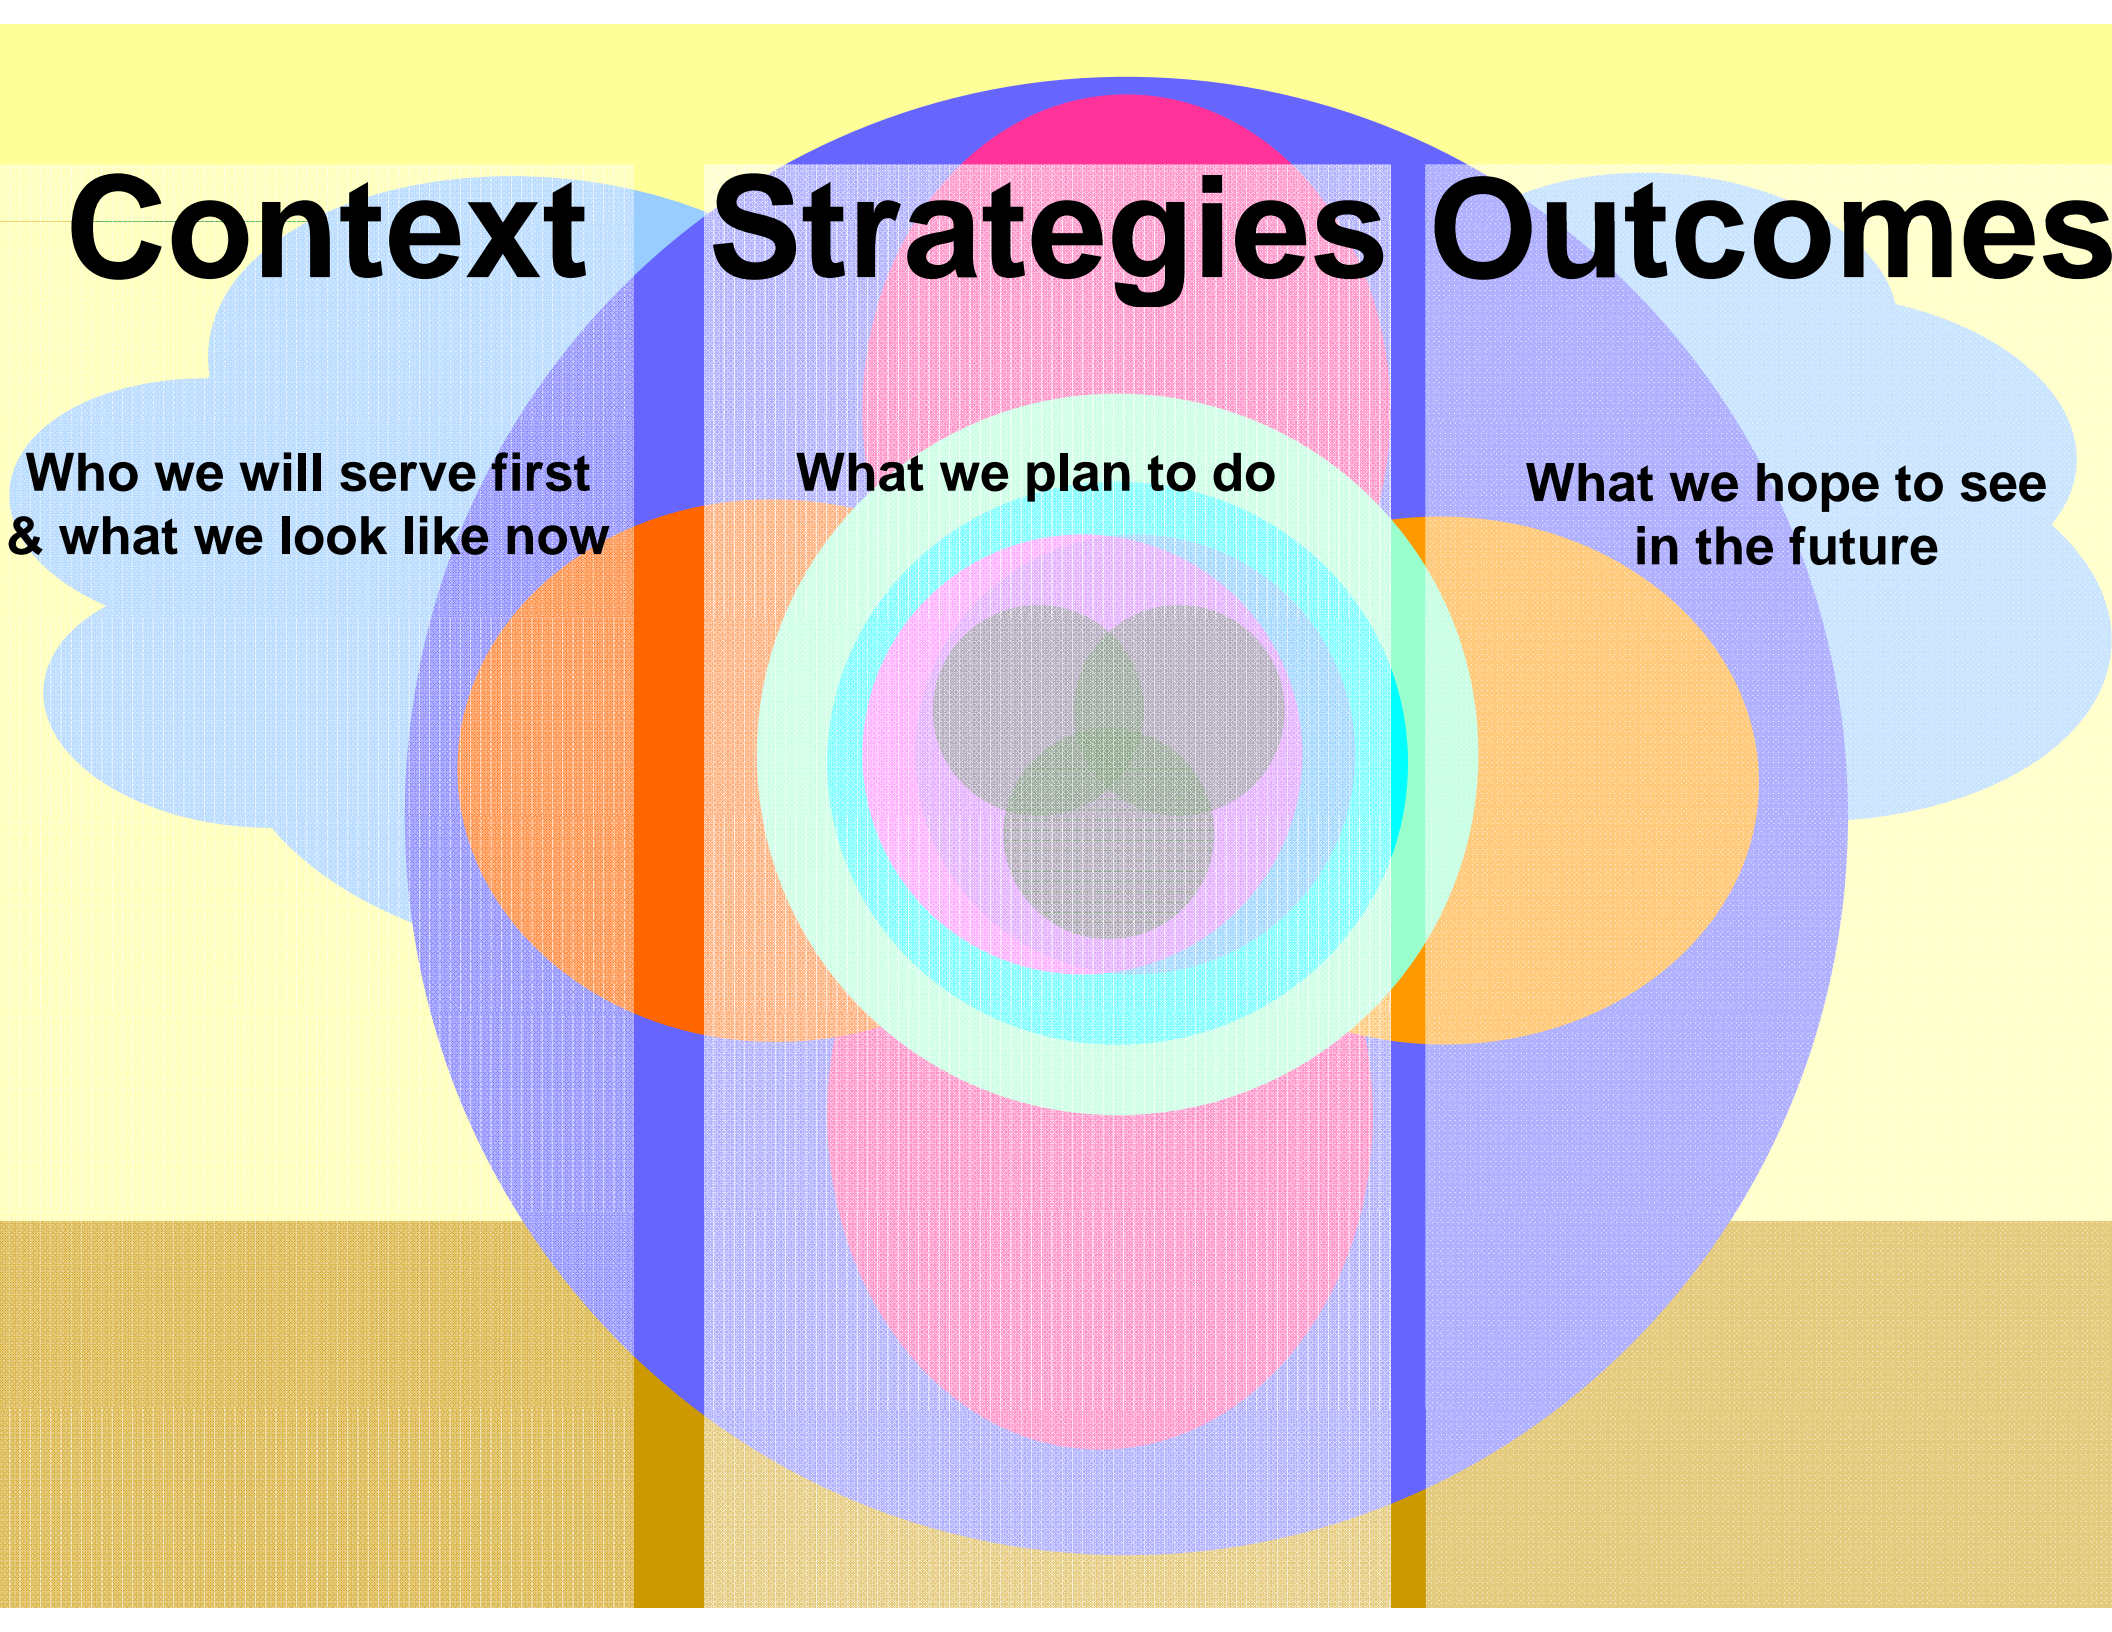 Context
Strategies
Outcomes
Who we will serve first
& what we look like now
What we plan to do
What we hope to see
in the future